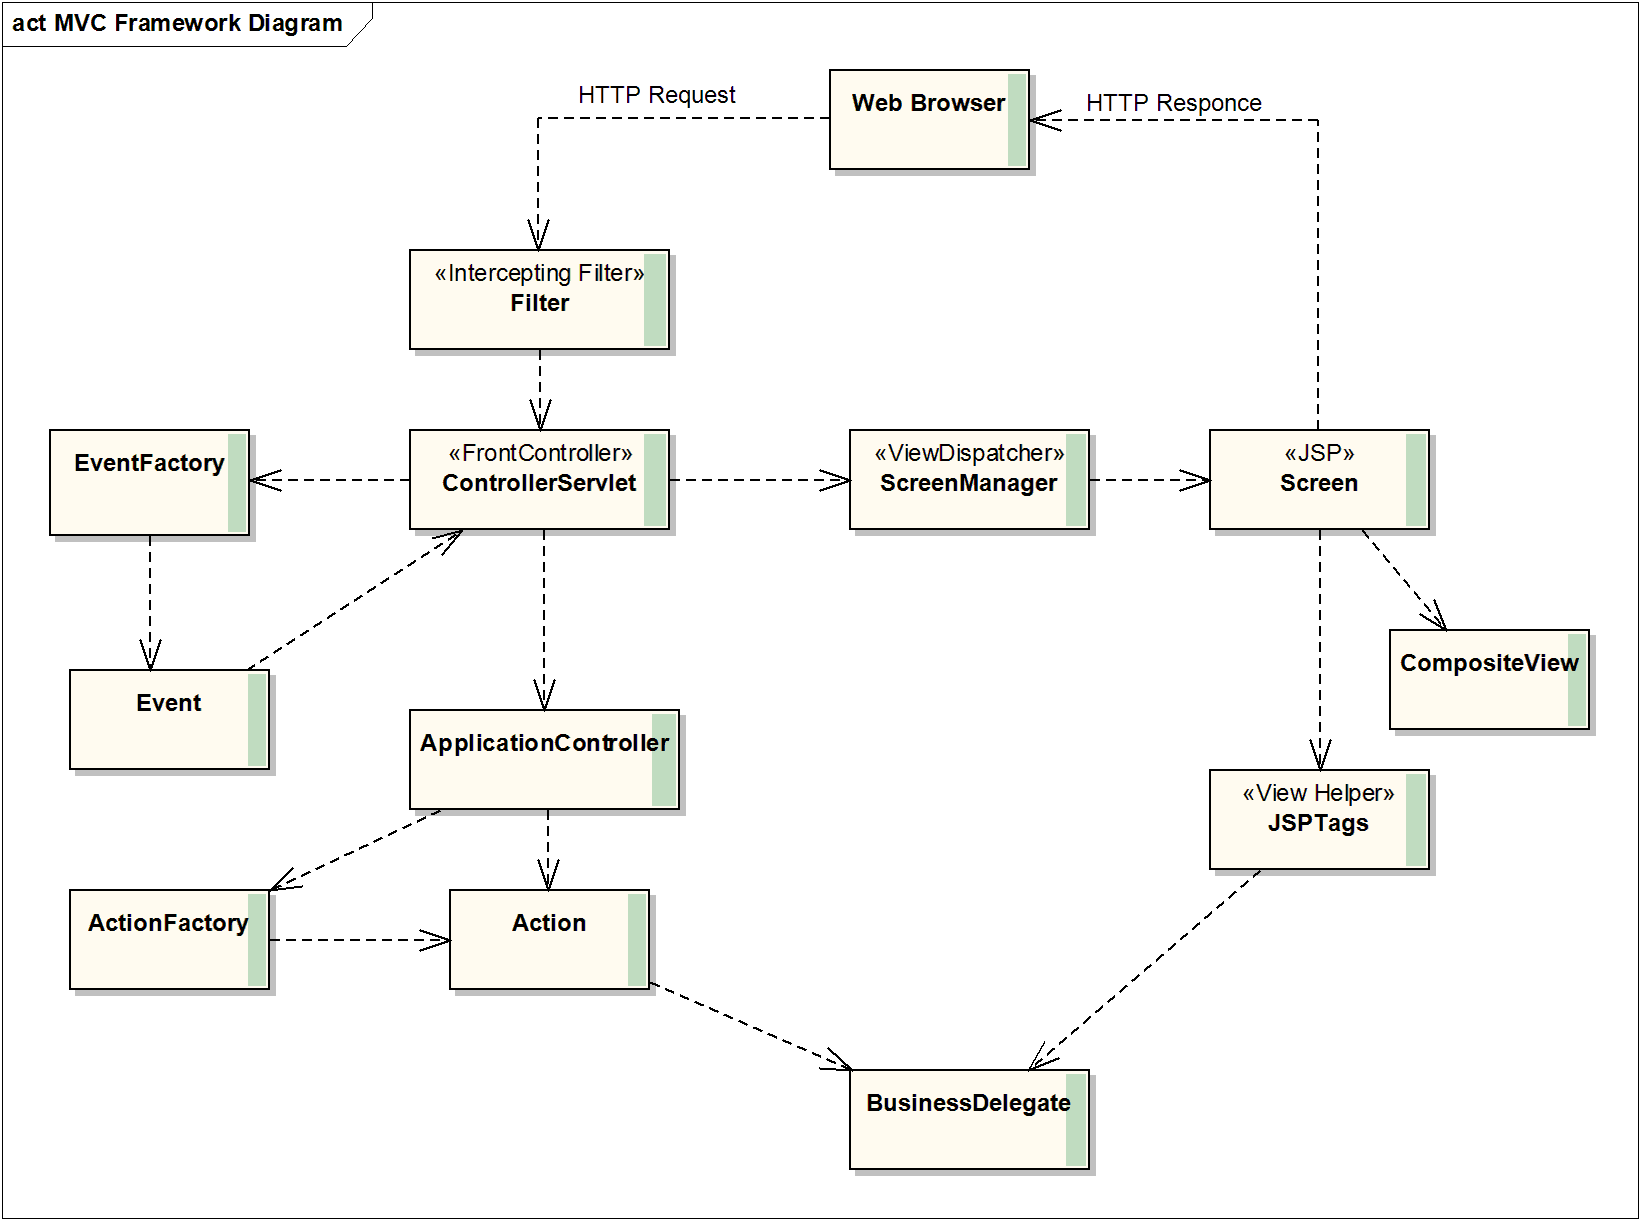 act MVC Framework Diagram
HTTP Request
Web Browser
HTTP Responce
«Intercepting Filter»
Filter
EventFactory
«FrontController»
ControllerServlet
«ViewDispatcher»
ScreenManager
«JSP»
Screen
Event
CompositeView
ApplicationController
«View Helper»
JSPTags
ActionFactory
Action
BusinessDelegate